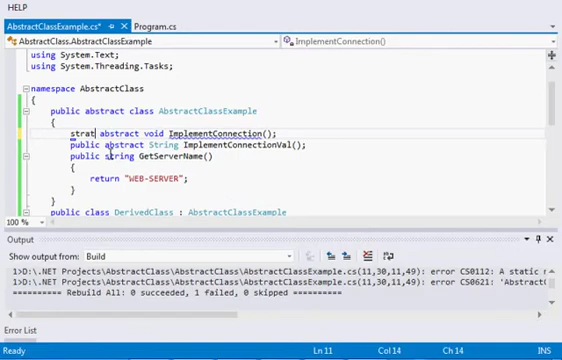 HELP
AbstractClassExample.cs* Program.cs
AbstractClass.AbstractClassExample ImplementConnection()
using System.Text;
using System.Threading.Tasks;
namespace AbstractClass
{
public abstract class AbstractClassExample
{
strat abstract void ImplementConnection();
public abstract String ImplementConnectionVal();
public string GetServerName()
{
return "WEB-SERVER";
}
}
public class DerivedClass : AbstractClassExample
100 %
Output
Show output from: Build
1>D:\.NET Projects\AbstractClass\AbstractClass\AbstractClassExample.cs(11,30,11,49): error CS0112: A static
1>D:\.NET Projects\AbstractClass\AbstractClass\AbstractClassExample.cs(11,30,11,49): error CS0621: 'Abstract
========== Rebuild All: 0 succeeded, 1 failed, 0 skipped ==========
Error List
Ready Ln 11 Col 14 Ch 14 INS